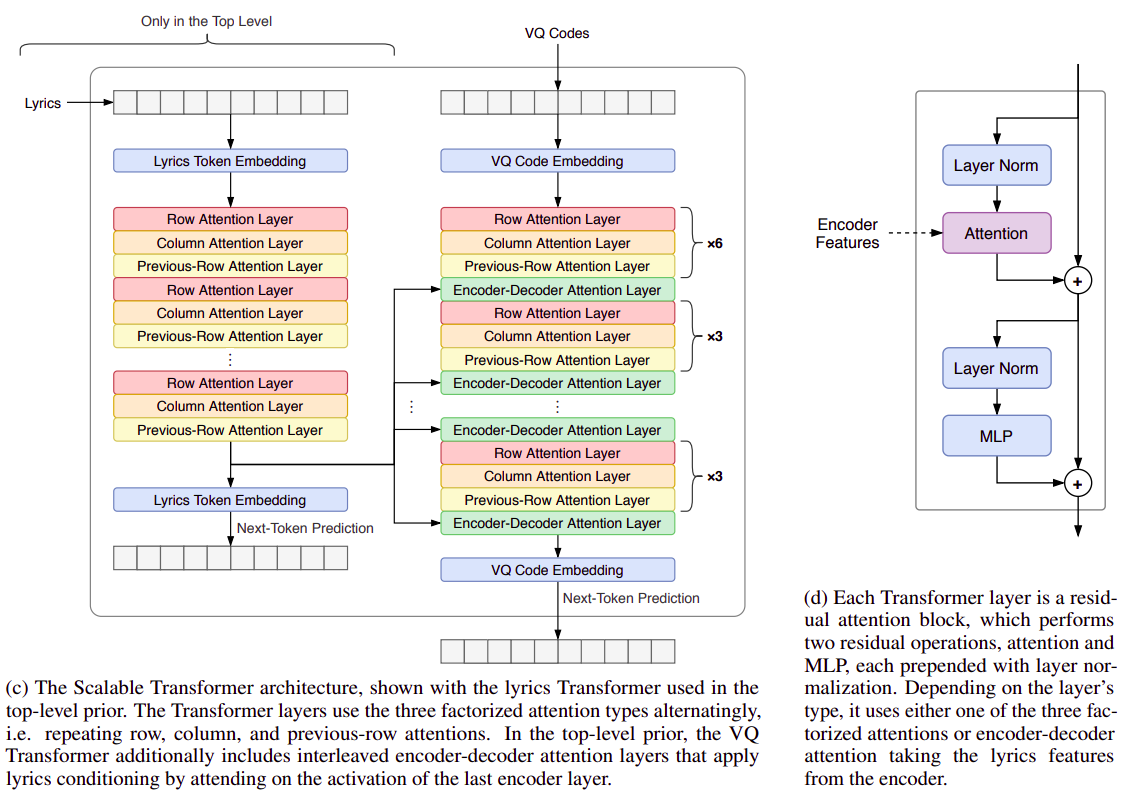 Only in the Top Level
Lyrics
Lyrics Token Embedding
Row Attention Layer
Column Attention Layer
Previous-Row Attention Layer
Row Attention Layer
Column Attention Layer
Previous-Row Attention Layer
⋮
Row Attention Layer
Column Attention Layer
Previous-Row Attention Layer
Lyrics Token Embedding
Next-Token Prediction
VQ Codes
VQ Code Embedding
Row Attention Layer
Column Attention Layer
Previous-Row Attention Layer
×6
Encoder-Decoder Attention Layer
Row Attention Layer
Column Attention Layer
Previous-Row Attention Layer
×3
Encoder-Decoder Attention Layer
⋮
⋮
Encoder-Decoder Attention Layer
Row Attention Layer
Column Attention Layer
Previous-Row Attention Layer
×3
Encoder-Decoder Attention Layer
VQ Code Embedding
Next-Token Prediction
(c) The Scalable Transformer architecture, shown with the lyrics Transformer used in the
top-level prior. The Transformer layers use the three factorized attention types alternatingly,
i.e. repeating row, column, and previous-row attentions. In the top-level prior, the VQ
Transformer additionally includes interleaved encoder-decoder attention layers that apply
lyrics conditioning by attending on the activation of the last encoder layer.
Layer Norm
Encoder
Features
Attention
+
Layer Norm
MLP
+
(d) Each Transformer layer is a resid-
ual attention block, which performs
two residual operations, attention and
MLP, each prepended with layer nor-
malization. Depending on the layer's
type, it uses either one of the three fac-
torized attentions or encoder-decoder
attention taking the lyrics features
from the encoder.